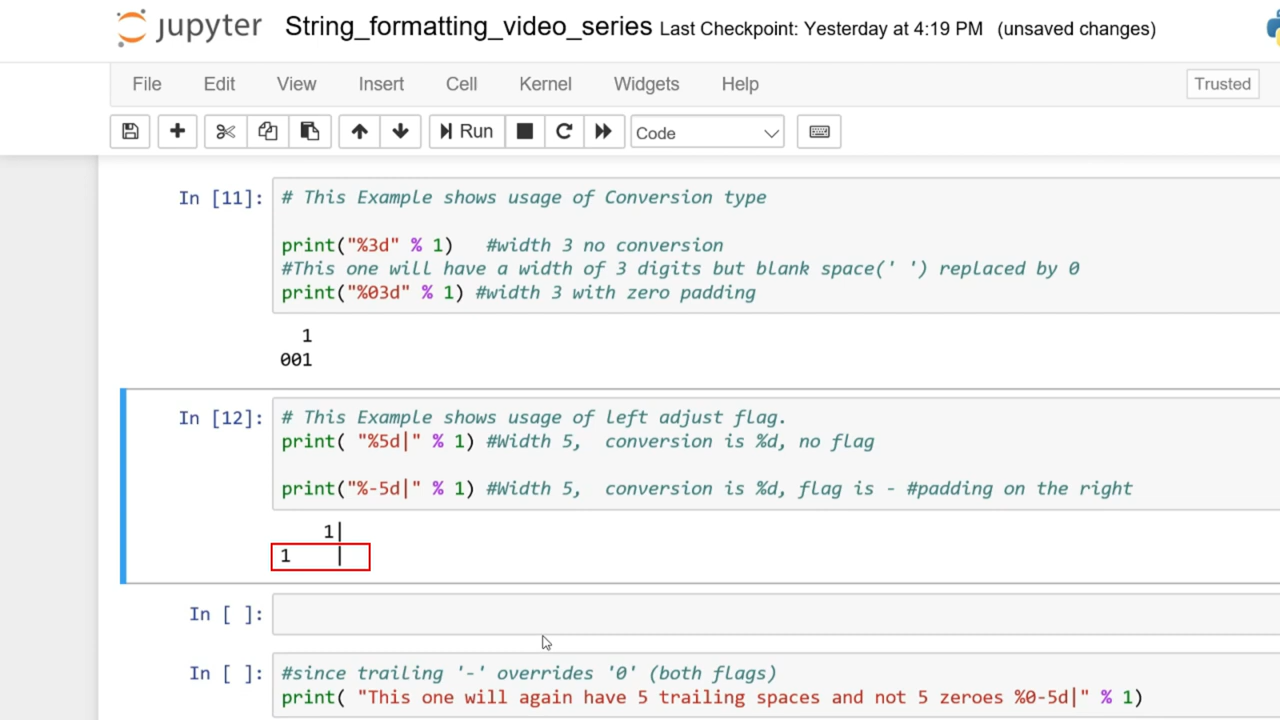 jupyter String_formatting_video_series Last Checkpoint: Yesterday at 4:19 PM (unsaved changes)
File Edit View Insert Cell Kernel Widgets Help Trusted
Run Code
In [11]: # This Example shows usage of Conversion type
print("%3d" % 1)   #width 3 no conversion
#This one will have a width of 3 digits but blank space(' ') replaced by 0
print("%03d" % 1) #width 3 with zero padding
  1
001
In [12]: # This Example shows usage of left adjust flag.
print( "%5d|" % 1) #Width 5,  conversion is %d, no flag
print("%-5d|" % 1) #Width 5,  conversion is %d, flag is - #padding on the right
    1|
1    |
In [ ]:
In [ ]: #since trailing '-' overrides '0' (both flags)
print( "This one will again have 5 trailing spaces and not 5 zeroes %0-5d|" % 1)